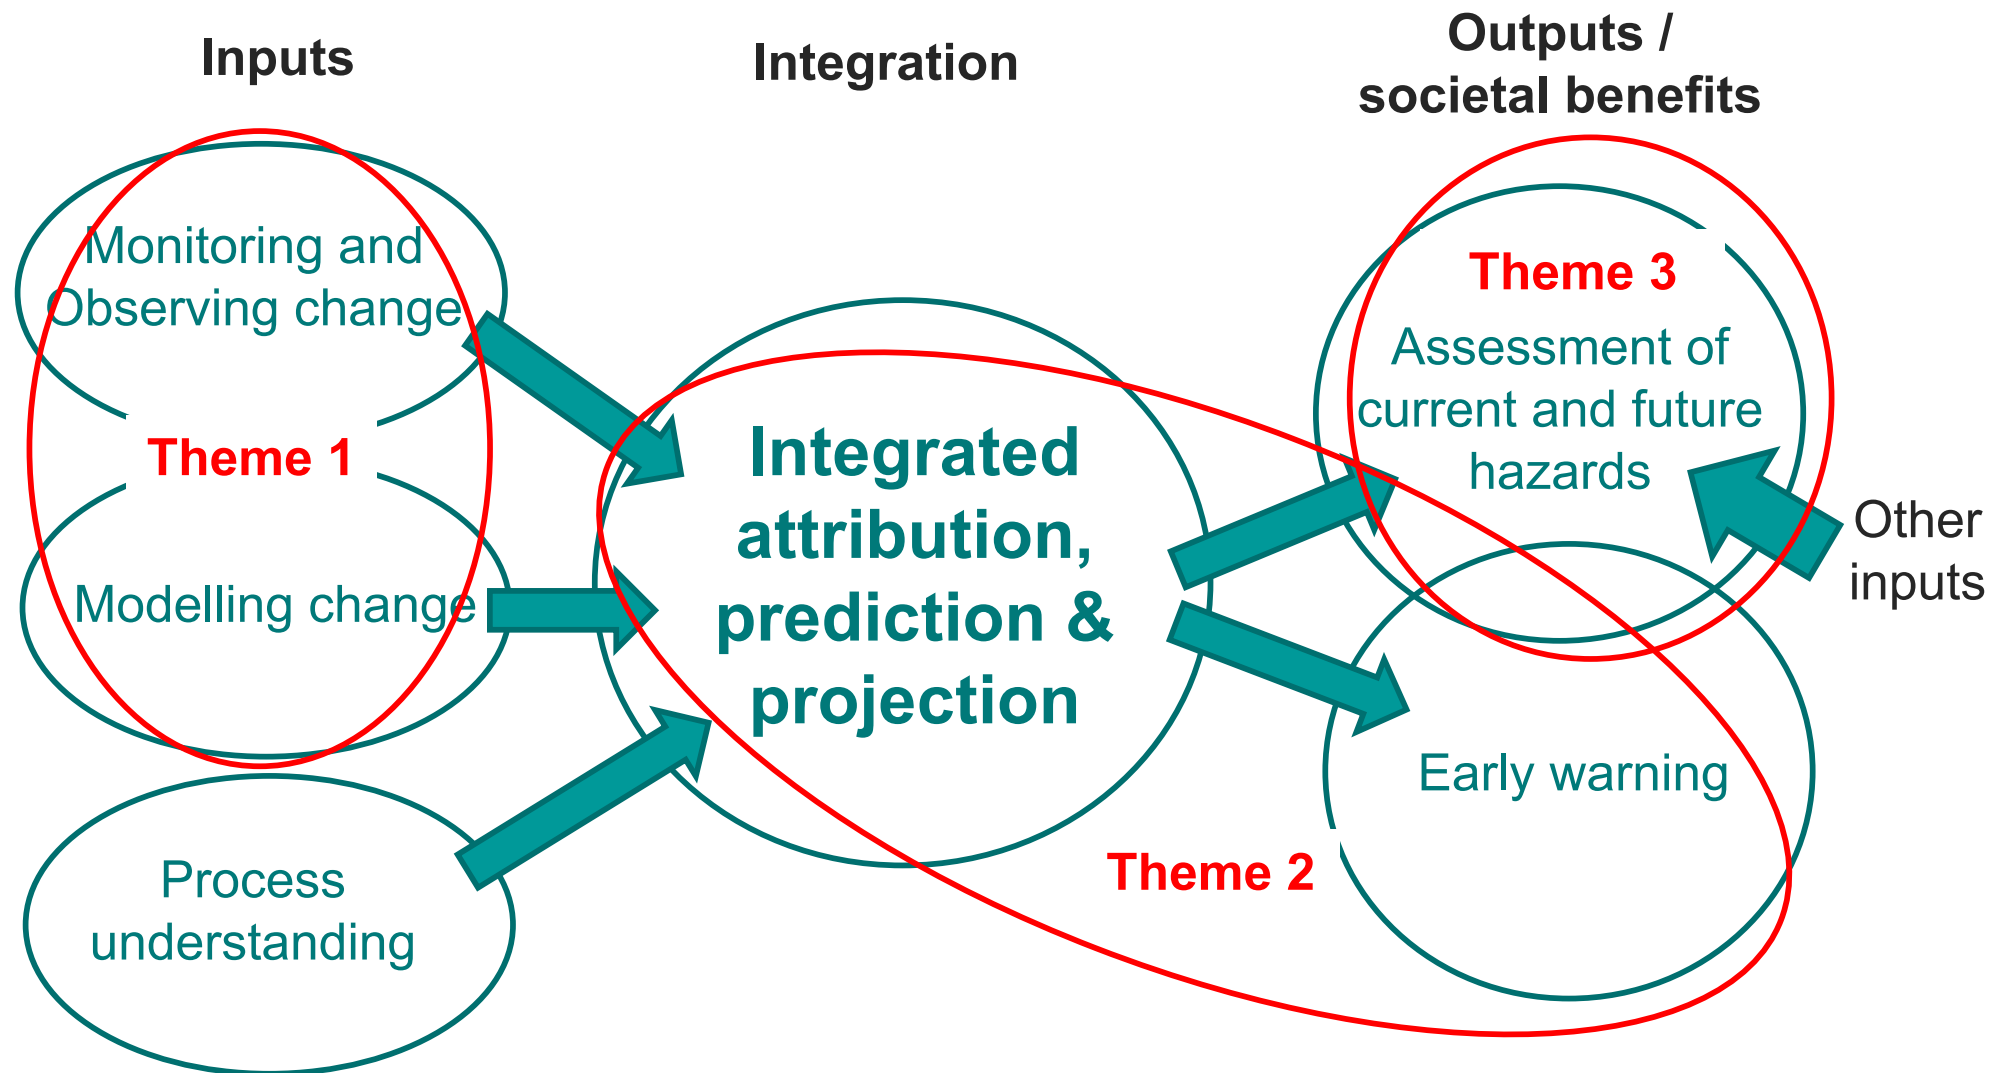 Inputs
Integration
Outputs /
societal benefits
Monitoring and
Observing change
Theme 1
Modelling change
Process
understanding
Integrated
attribution,
prediction &
projection
Theme 2
Theme 3
Assessment of
current and future
hazards
Other
inputs
Early warning